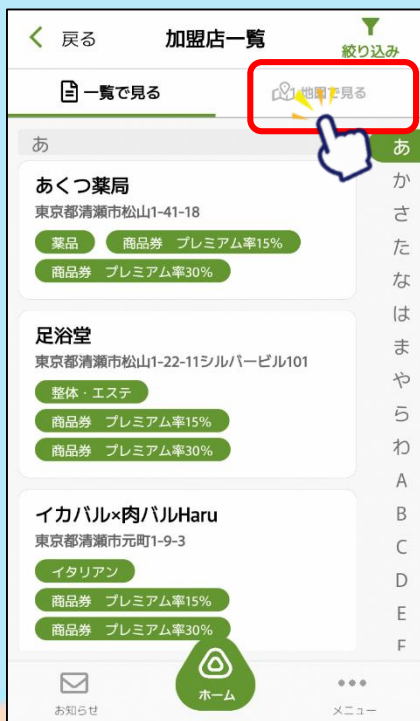 戻る 加盟店一覧 絞り込み
一覧で見る 地図で見る
あ
あくつ薬局
東京都清瀬市松山1-41-18
薬品 商品券 プレミアム率15%
商品券 プレミアム率30%
足浴堂
東京都清瀬市松山1-22-11シルバービル101
整体・エステ
商品券 プレミアム率15%
商品券 プレミアム率30%
イカバル×肉バルHaru
東京都清瀬市元町1-9-3
イタリアン
商品券 プレミアム率15%
商品券 プレミアム率30%
あ
か
さ
た
な
は
ま
や
ら
わ
A
B
C
D
E
F
お知らせ ホーム メニュー